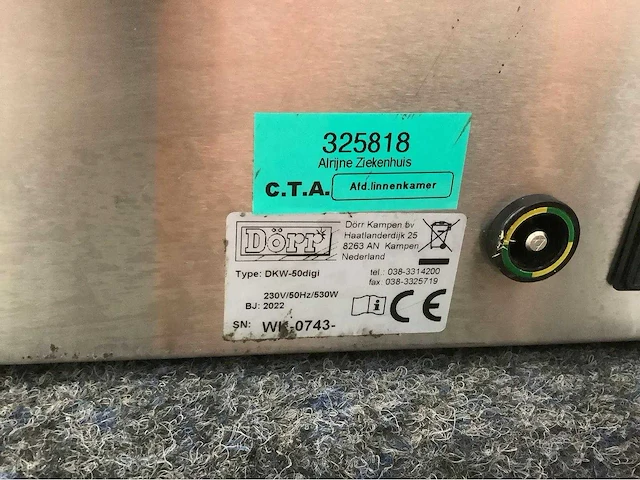 325818
Alrijne Ziekenhuis
C.T.A. Afd.linnenkamer
Dörr
Dörr Kampen bv
Haatlanderdijk 25
8263 AN Kampen
Nederland
Type: DKW-50digi
tel.: 038-3314200
fax: 038-3325719
230V/50Hz/530W
BJ: 2022
CE
SN: -0743-